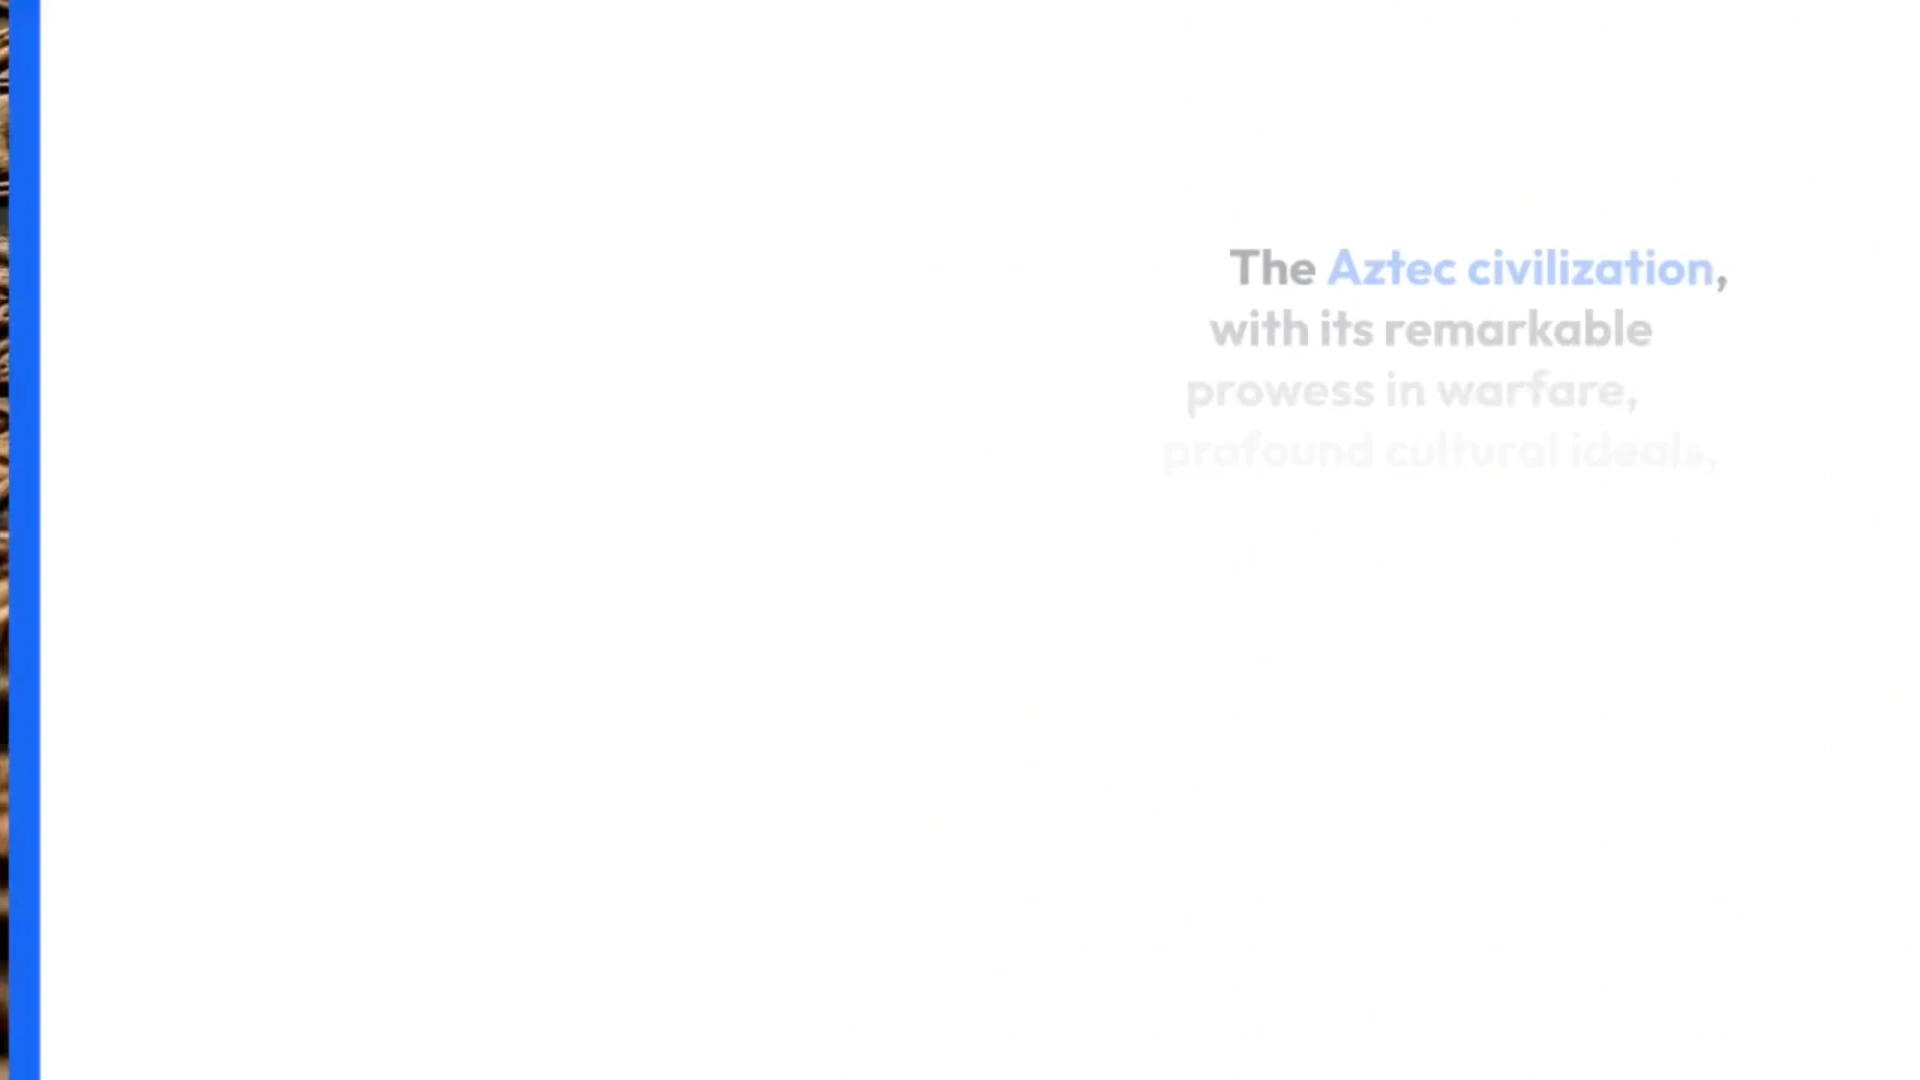 The Aztec civilization,
with its remarkable
prowess in warfare,
profound cultural ideals,